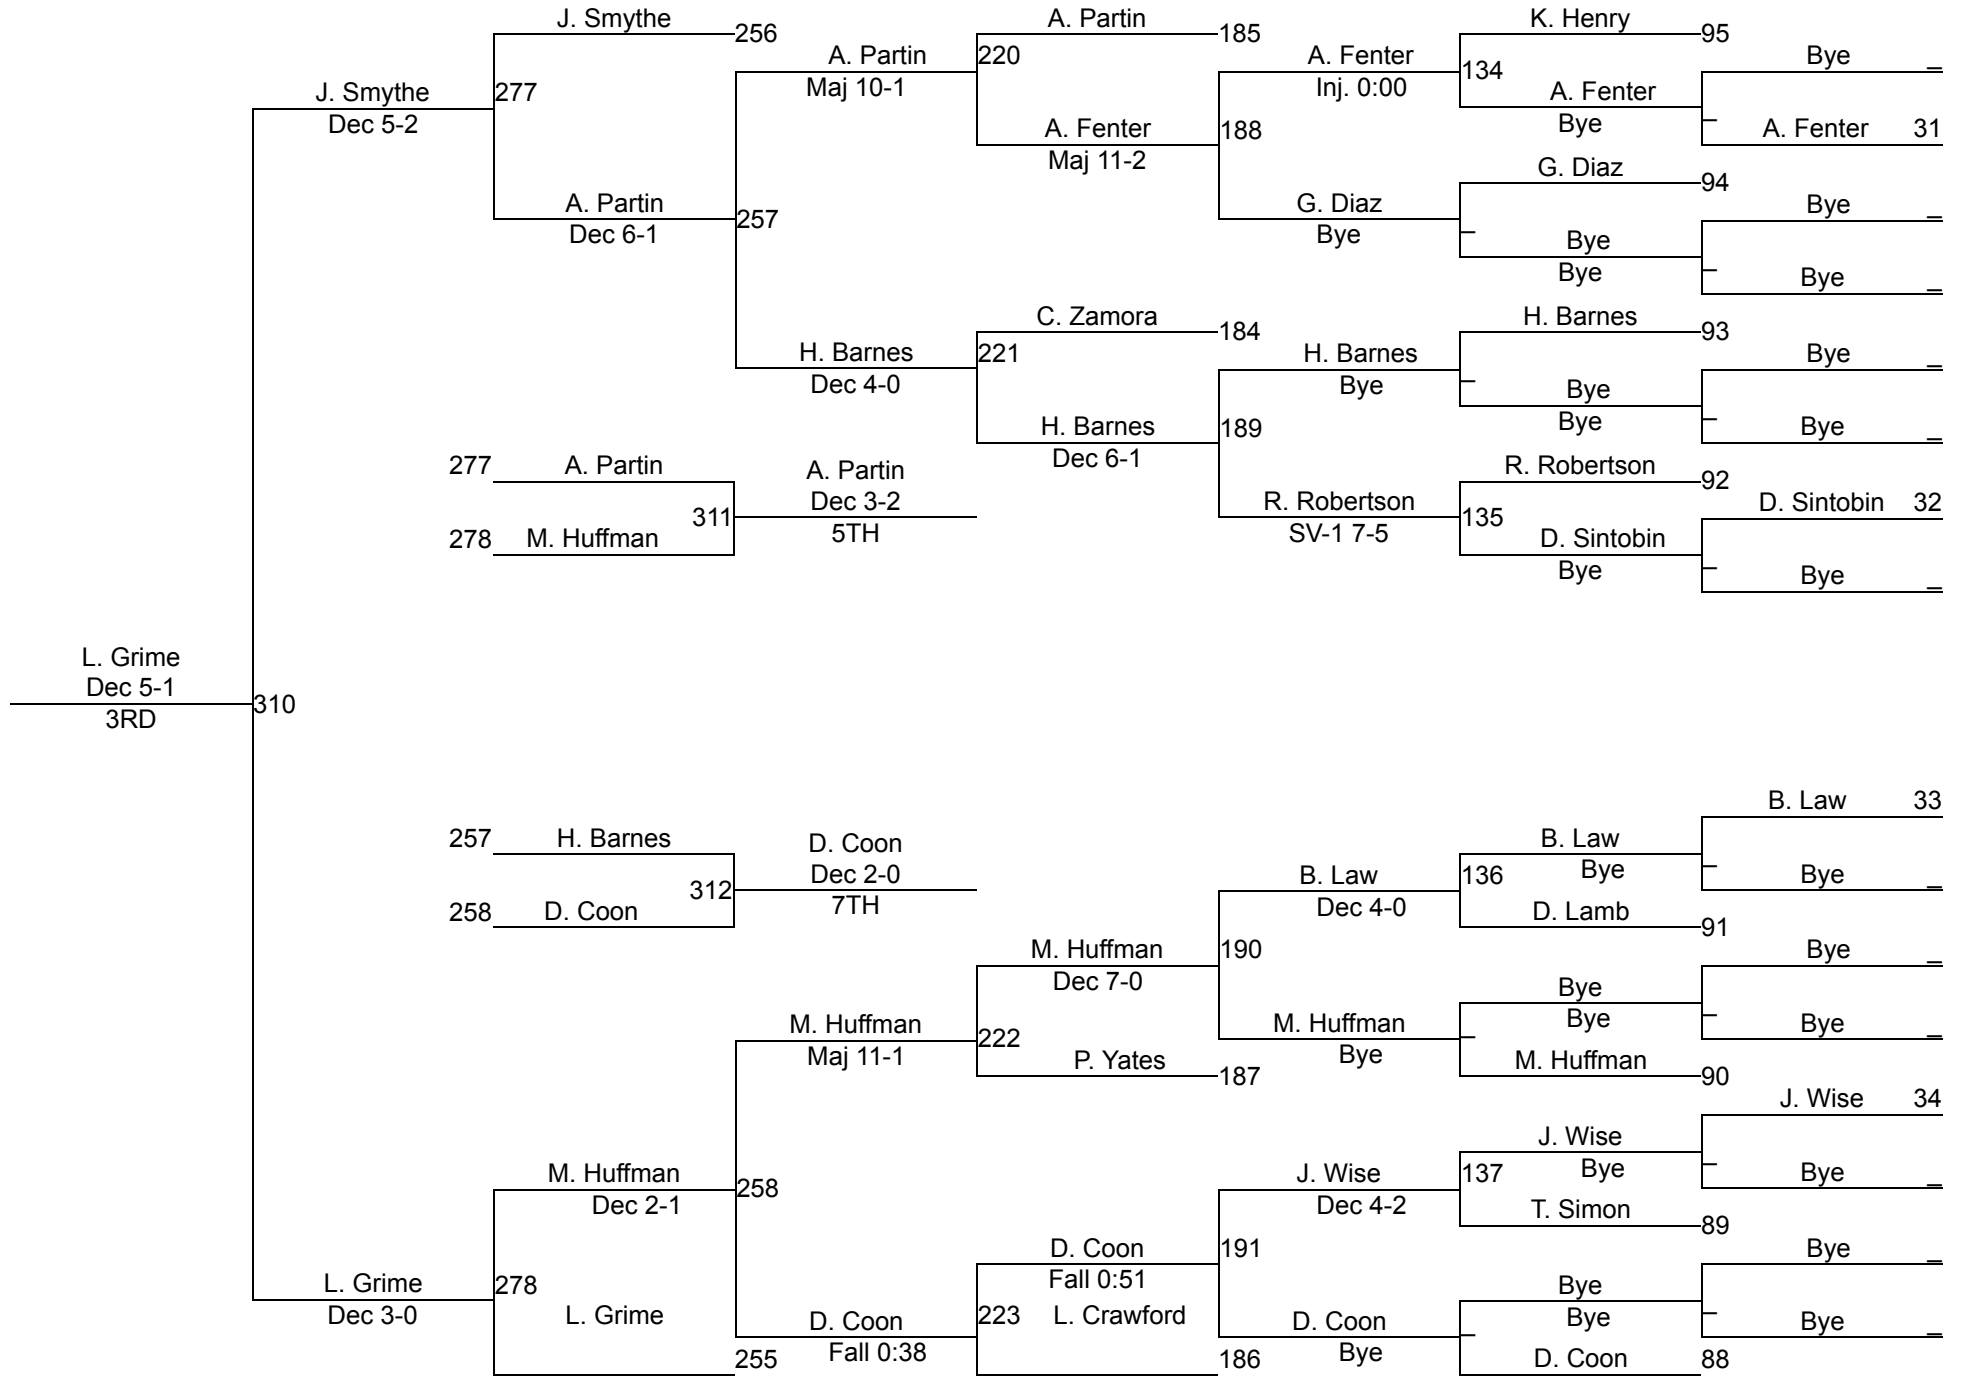 J. Smythe
256
A. Partin
185
K. Henry
95
A. Partin
Maj 10-1
220
A. Fenter
Inj. 0:00
134
Bye
_
J. Smythe
Dec 5-2
277
A. Fenter
Bye
_
A. Fenter 31
A. Fenter
Maj 11-2
188
G. Diaz
94
A. Partin
Dec 6-1
257
G. Diaz
Bye
_
Bye
_
Bye
Bye
_
Bye
_
C. Zamora
184
H. Barnes
93
H. Barnes
Dec 4-0
221
H. Barnes
Bye
_
Bye
_
Bye
Bye
_
Bye
_
H. Barnes
Dec 6-1
189
277 A. Partin
311
278 M. Huffman
A. Partin
Dec 3-2
5TH
R. Robertson
92
R. Robertson
SV-1 7-5
135
D. Sintobin 32
D. Sintobin
Bye
_
Bye
_
L. Grime
Dec 5-1
3RD
310
B. Law 33
257 H. Barnes
312
258 D. Coon
D. Coon
Dec 2-0
7TH
B. Law
Bye
_
Bye
_
B. Law
Dec 4-0
136
D. Lamb
91
M. Huffman
Dec 7-0
190
Bye
_
Bye
Bye
_
Bye
_
M. Huffman
Maj 11-1
222
M. Huffman
Bye
_
P. Yates
187
M. Huffman
90
J. Wise 34
J. Wise
Bye
_
Bye
_
M. Huffman
Dec 2-1
258
J. Wise
Dec 4-2
137
T. Simon
89
D. Coon
Fall 0:51
191
Bye
_
L. Grime
Dec 3-0
278
L. Grime
255
D. Coon
Fall 0:38
223
L. Crawford
186
Bye
Bye
_
Bye
_
D. Coon
Bye
_
D. Coon
88